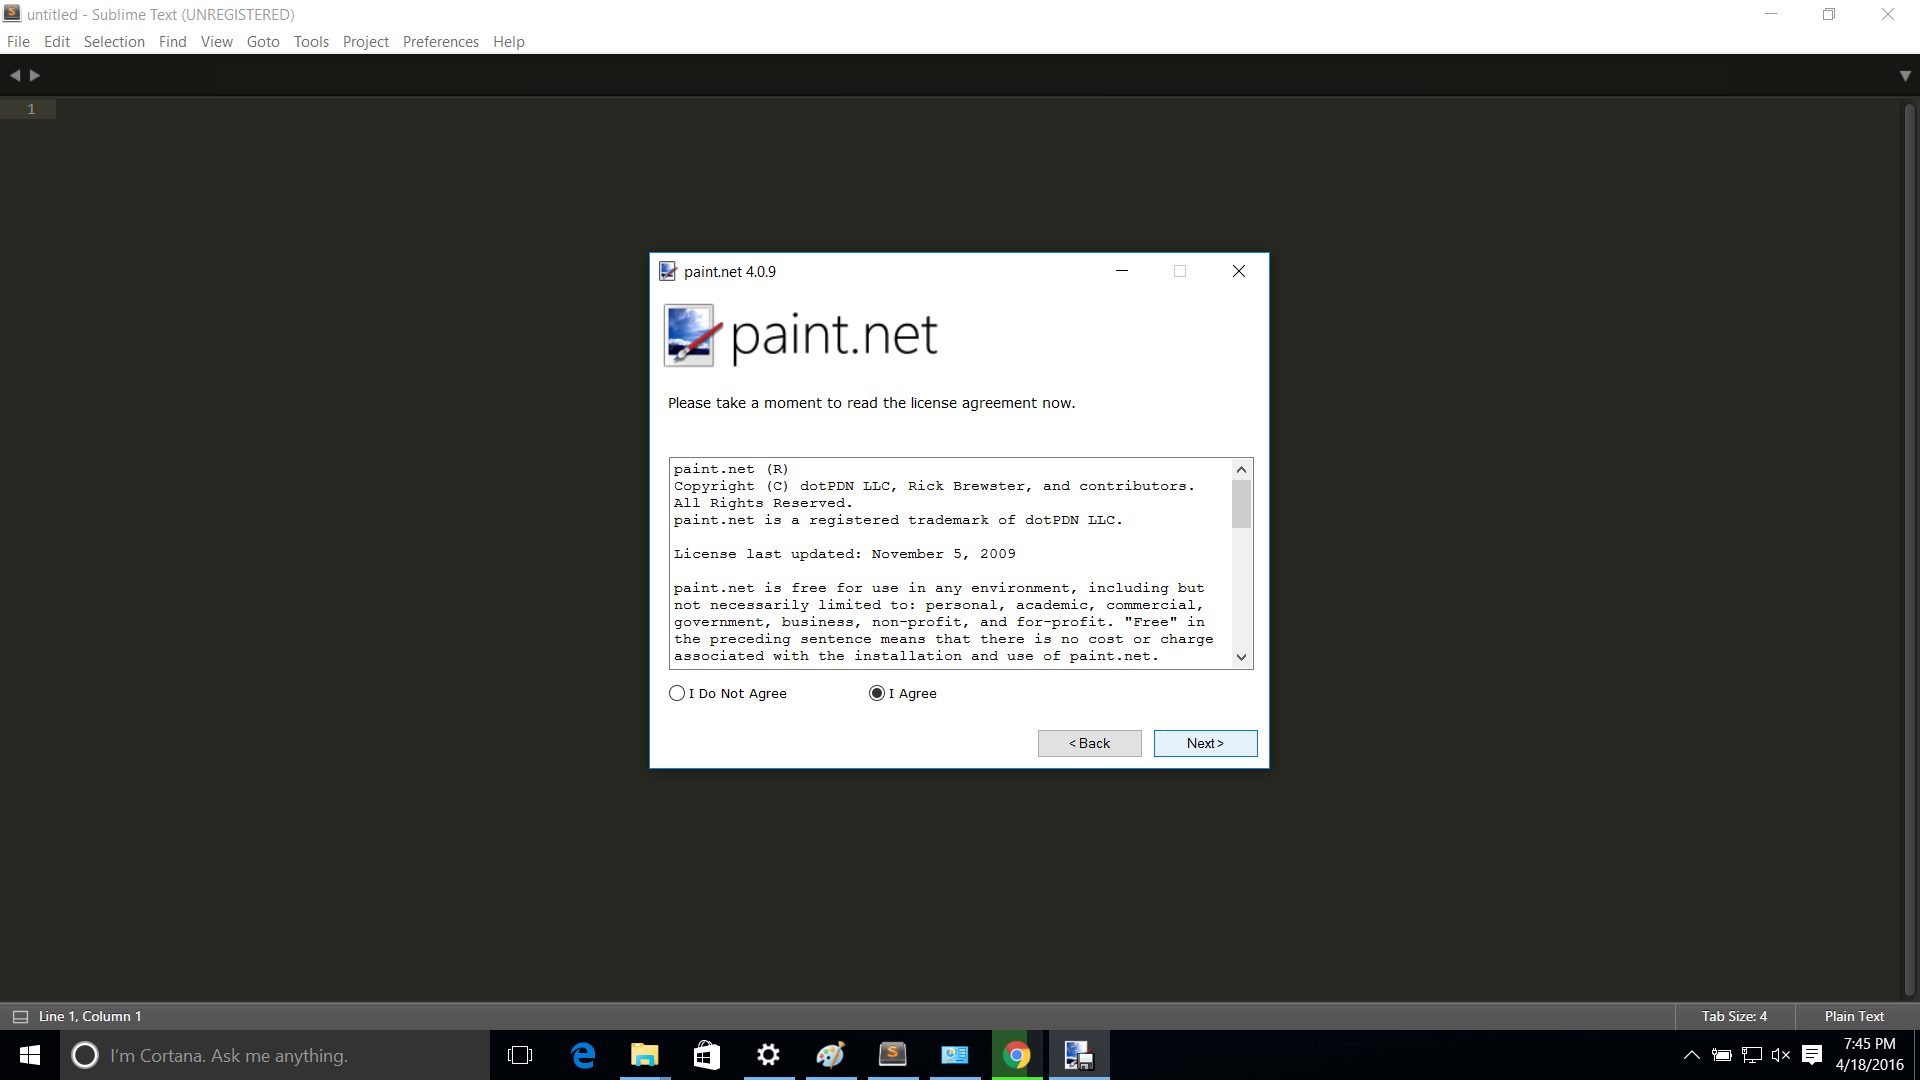 untitled - Sublime Text (UNREGISTERED)
File Edit Selection Find View Goto Tools Project Preferences Help
1
paint.net 4.0.9
paint.net
Please take a moment to read the license agreement now.
paint.net (R)
Copyright (C) dotPDN LLC, Rick Brewster, and contributors.
All Rights Reserved.
paint.net is a registered trademark of dotPDN LLC.
License last updated: November 5, 2009
paint.net is free for use in any environment, including but
not necessarily limited to: personal, academic, commercial,
government, business, non-profit, and for-profit. "Free" in
the preceding sentence means that there is no cost or charge
associated with the installation and use of paint.net.
I Do Not Agree I Agree
< Back Next >
Line 1, Column 1 Tab Size: 4 Plain Text
I'm Cortana. Ask me anything.
7:45 PM
4/18/2016